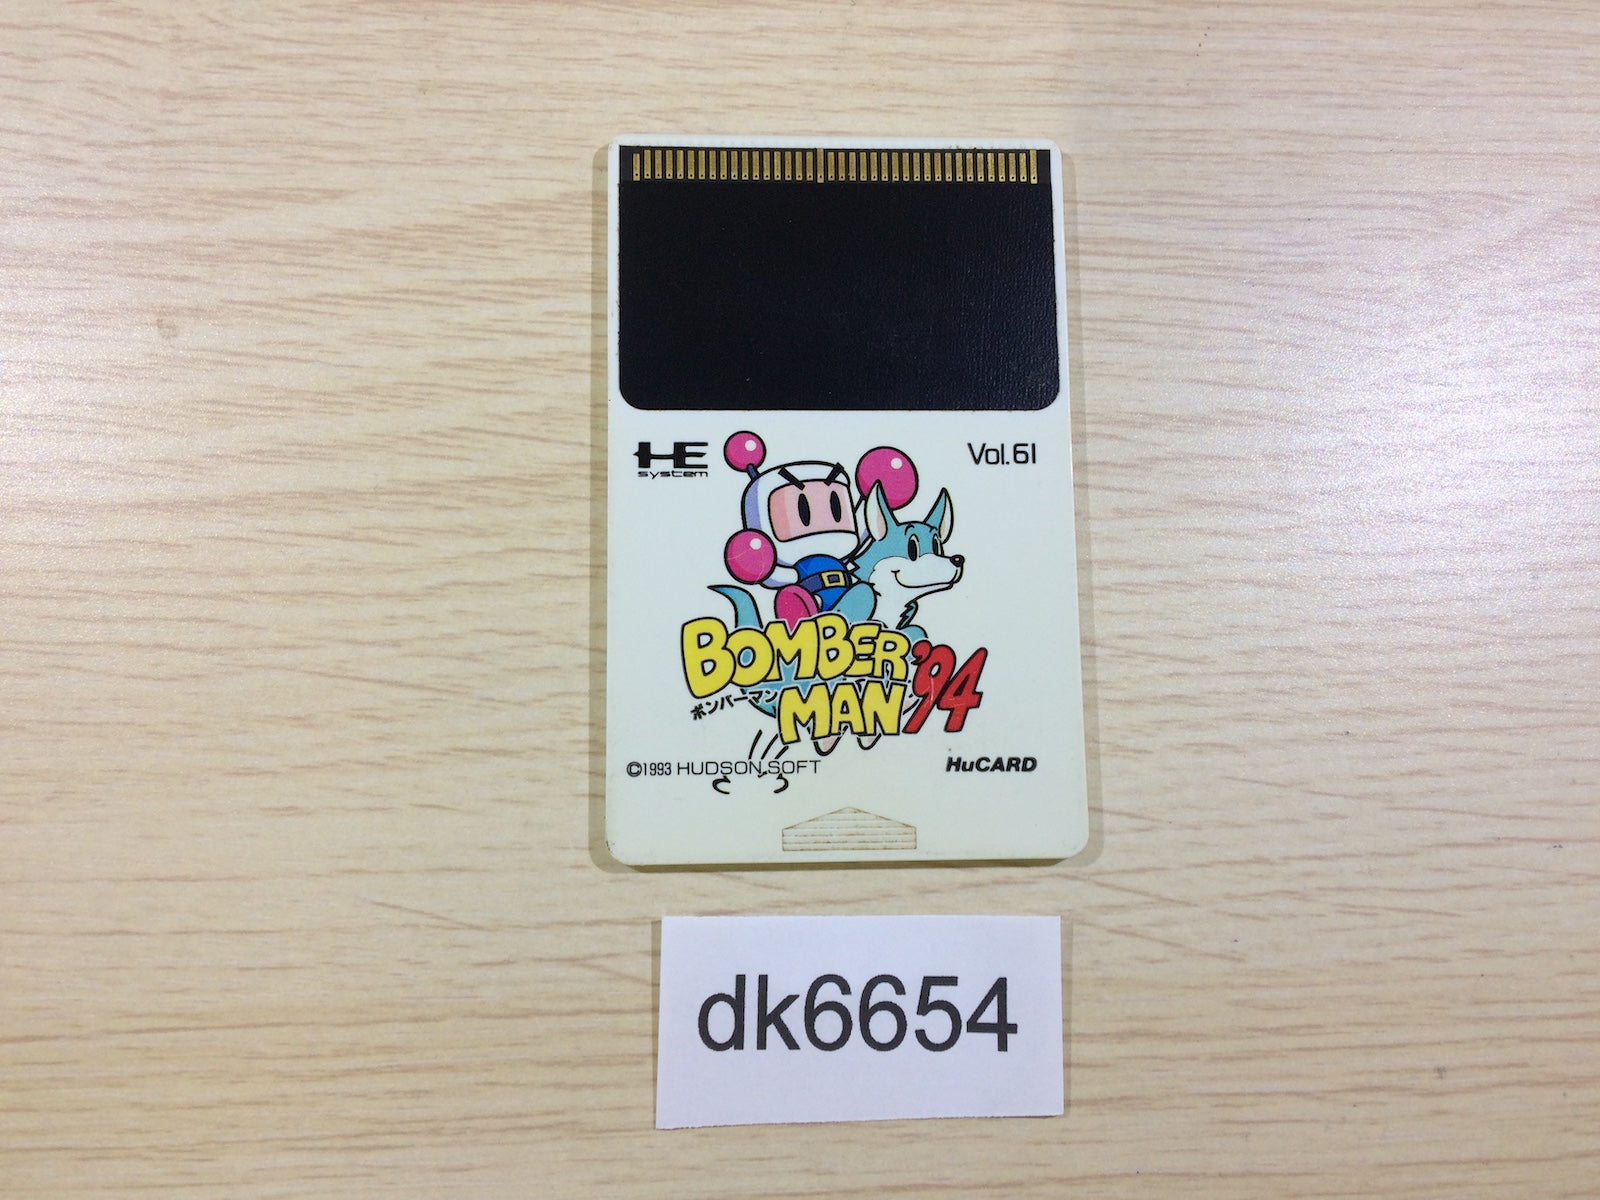 HE
system
Vol.61
BOMBER
MAN '94
ボンバーマン
©1993 HUDSON SOFT
HuCARD
dk6654